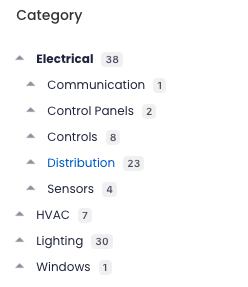 Category
Electrical 38
Communication 1
Control Panels 2
Controls 8
Distribution 23
Sensors 4
HVAC 7
Lighting 30
Windows 1